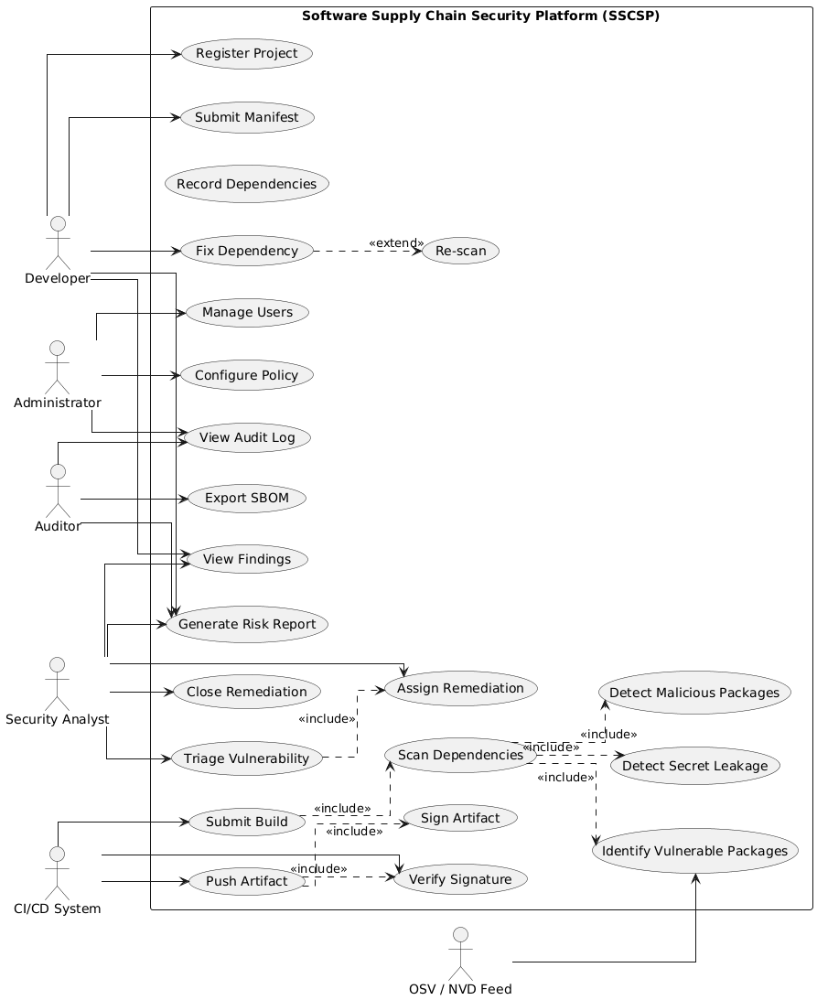 Software Supply Chain Security Platform (SSCSP)
Register Project
Submit Manifest
Record Dependencies
Developer
Fix Dependency
«extend»
Re-scan
Manage Users
Administrator
Configure Policy
View Audit Log
Auditor
Export SBOM
View Findings
Generate Risk Report
Security Analyst
Close Remediation
Assign Remediation
Detect Malicious Packages
«include»
Triage Vulnerability
Scan Dependencies
«include»
«include»
Detect Secret Leakage
«include»
Submit Build
«include»
Sign Artifact
«include»
Identify Vulnerable Packages
CI/CD System
Push Artifact
«include»
Verify Signature
OSV / NVD Feed